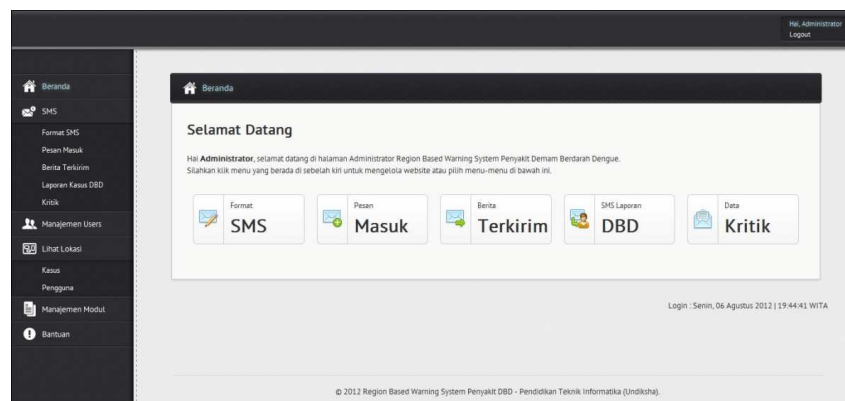 Hai, Administrator
Logout
Beranda
SMS
Format SMS
Pesan Masuk
Berita Terkirim
Laporan Kasus DBD
Kritik
Manajemen Users
Lihat Lokasi
Kasus
Pengguna
Manajemen Modul
Bantuan
Beranda
Selamat Datang
Hai Administrator, selamat datang di halaman Administrator Region Based Warning System Penyakit Demam Berdarah Dengue.
Silahkan klik menu yang berada di sebelah kiri untuk mengelola website atau pilih menu-menu di bawah ini.
Format
SMS
Pesan
Masuk
Berita
Terkirim
SMS Laporan
DBD
Data
Kritik
Login : Senin, 06 Agustus 2012 | 19:44:41 WITA
© 2012 Region Based Warning System Penyakit DBD - Pendidikan Teknik Informatika (Undiksha).